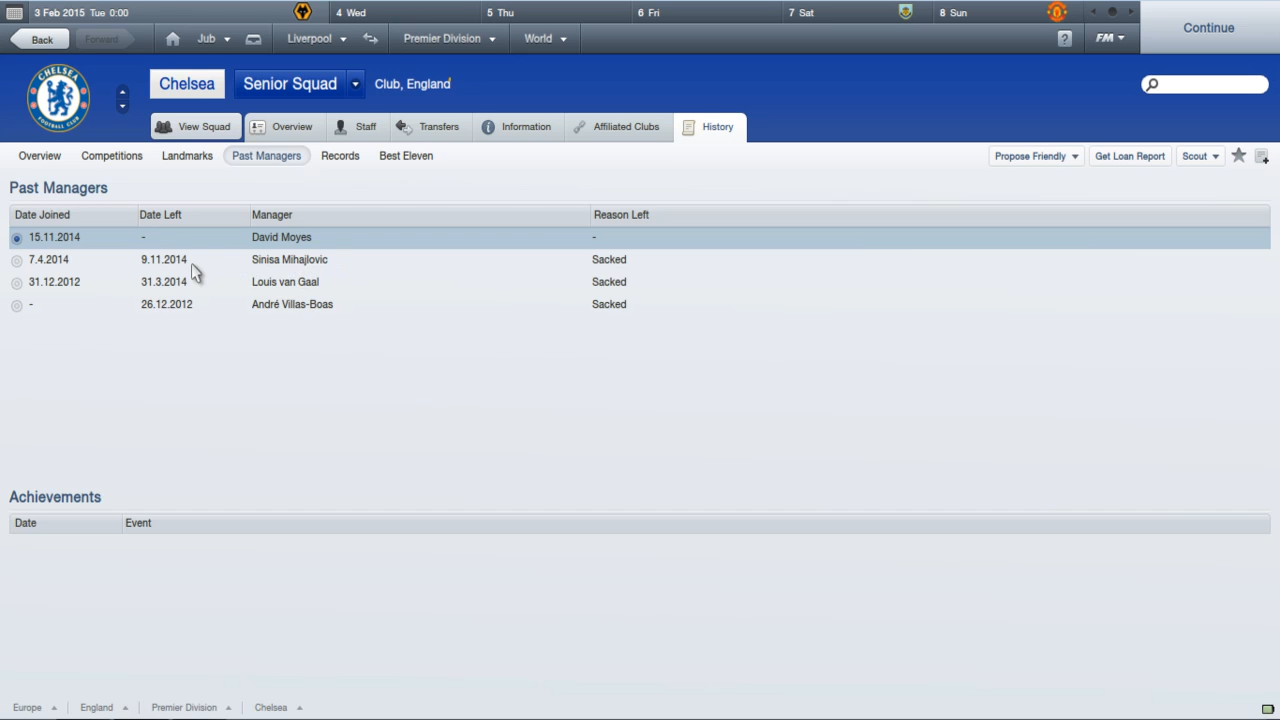 3 Feb 2015 Tue 0:00 4 Wed 5 Thu 6 Fri 7 Sat 8 Sun Continue
Back Forward Jub Liverpool Premier Division World ? FM
Chelsea Senior Squad Club, England
View Squad Overview Staff Transfers Information Affiliated Clubs History
Overview Competitions Landmarks Past Managers Records Best Eleven Propose Friendly Get Loan Report Scout
Past Managers
Date Joined Date Left Manager Reason Left
15.11.2014 - David Moyes -
7.4.2014 9.11.2014 Sinisa Mihajlovic Sacked
31.12.2012 31.3.2014 Louis van Gaal Sacked
- 26.12.2012 André Villas-Boas Sacked
Achievements
Date Event
Europe England Premier Division Chelsea